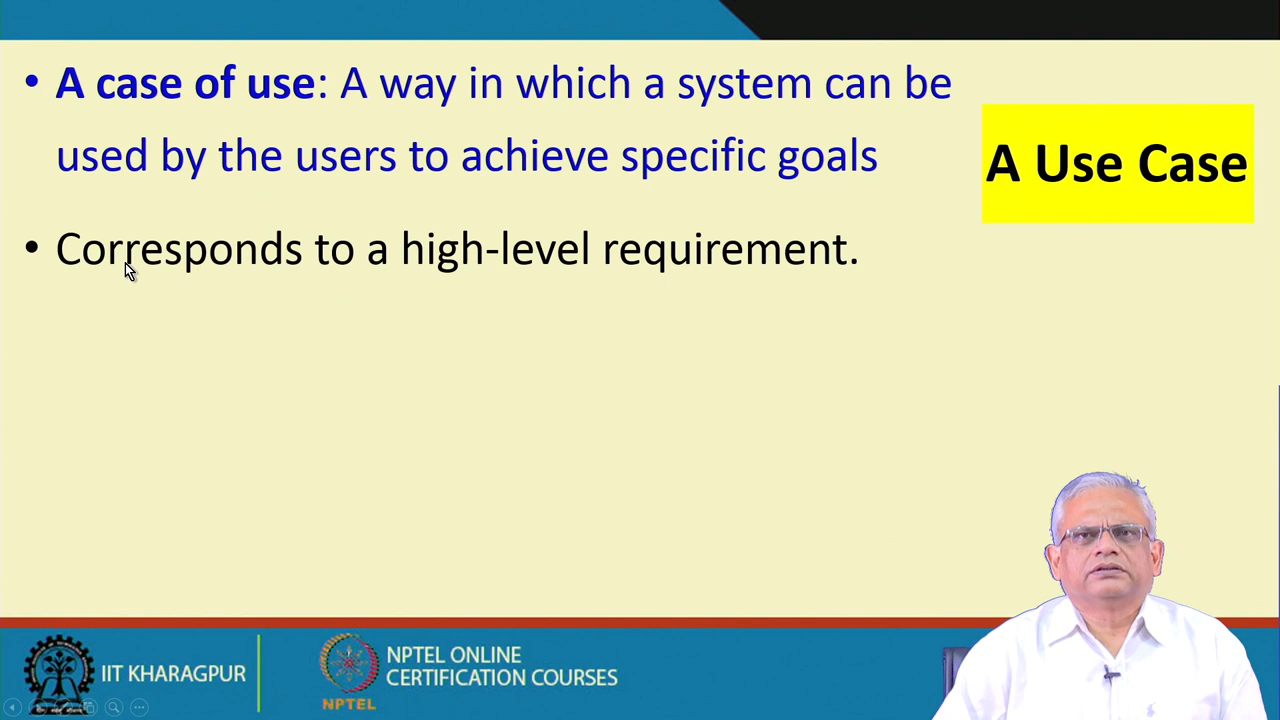 • A case of use: A way in which a system can be
used by the users to achieve specific goals
A Use Case
• Corresponds to a high-level requirement.
IIT KHARAGPUR
NPTEL ONLINE
CERTIFICATION COURSES
NPTEL